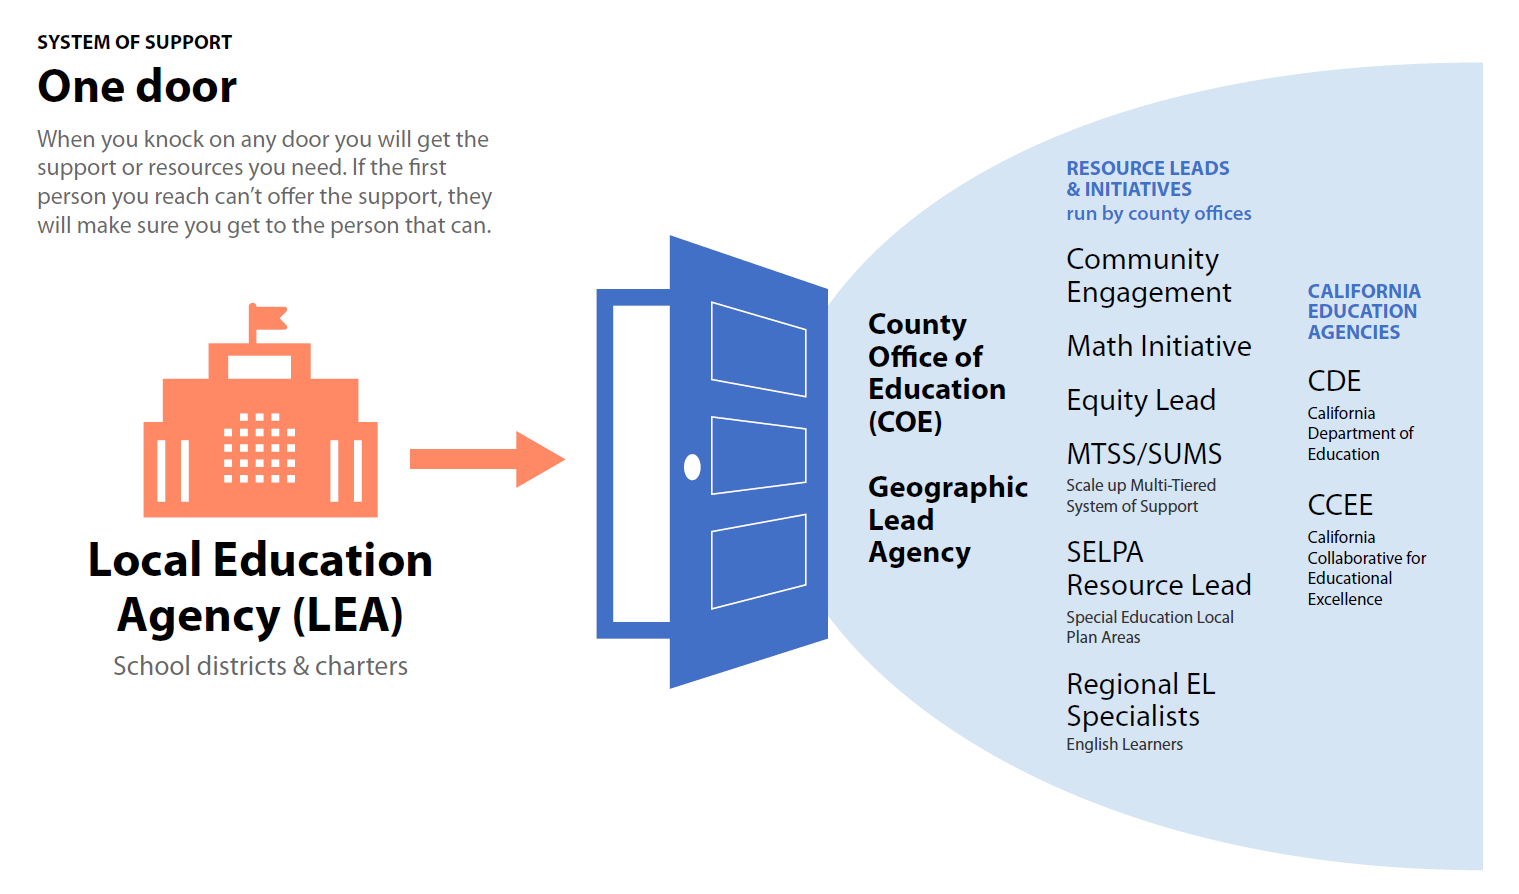 SYSTEM OF SUPPORT
One door
When you knock on any door you will get the
support or resources you need. If the first
person you reach can’t offer the support, they
will make sure you get to the person that can.
Local Education
Agency (LEA)
School districts & charters
County
Office of
Education
(COE)
Geographic
Lead
Agency
RESOURCE LEADS
& INITIATIVES
run by county offices
Community
Engagement
Math Initiative
Equity Lead
MTSS/SUMS
Scale up Multi-Tiered
System of Support
SELPA
Resource Lead
Special Education Local
Plan Areas
Regional EL
Specialists
English Learners
CALIFORNIA
EDUCATION
AGENCIES
CDE
California
Department of
Education
CCEE
California
Collaborative for
Educational
Excellence